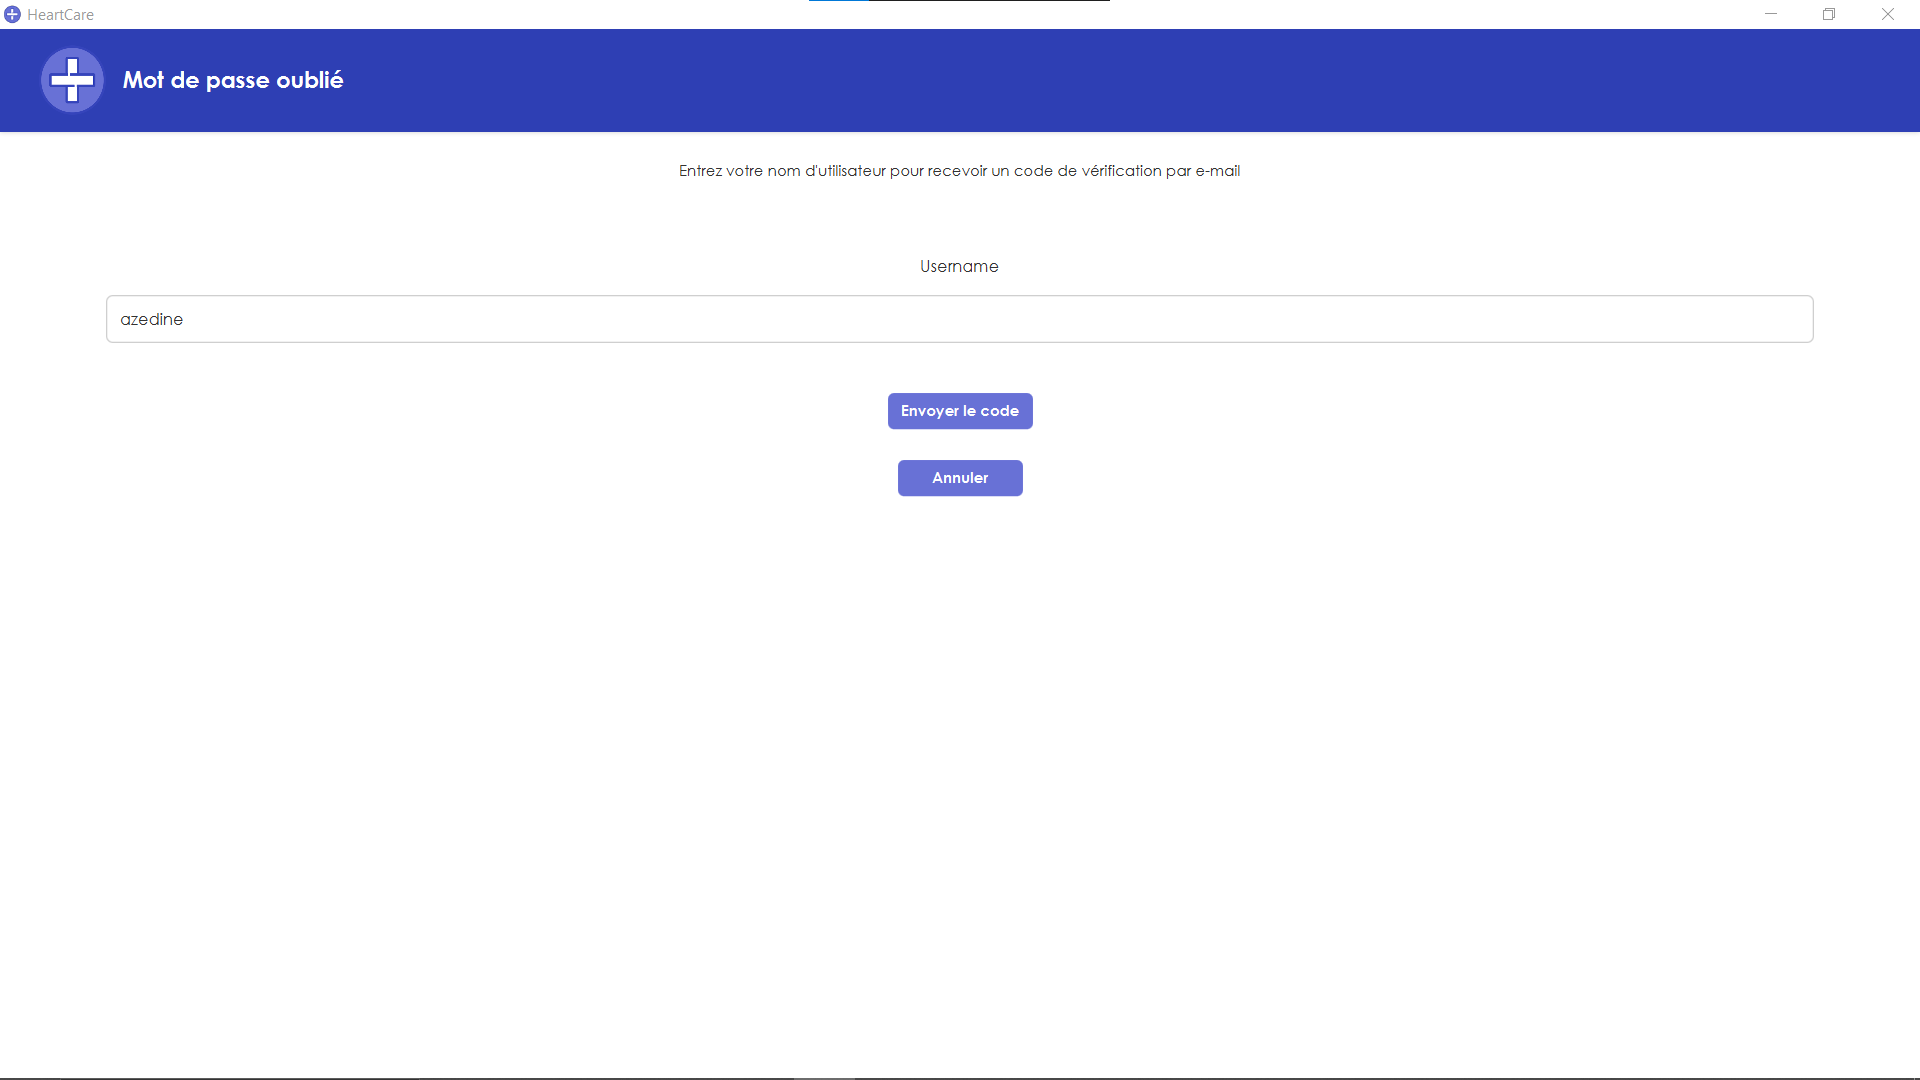 HeartCare
Mot de passe oublié
Entrez votre nom d'utilisateur pour recevoir un code de vérification par e-mail
Username
azedine
Envoyer le code
Annuler